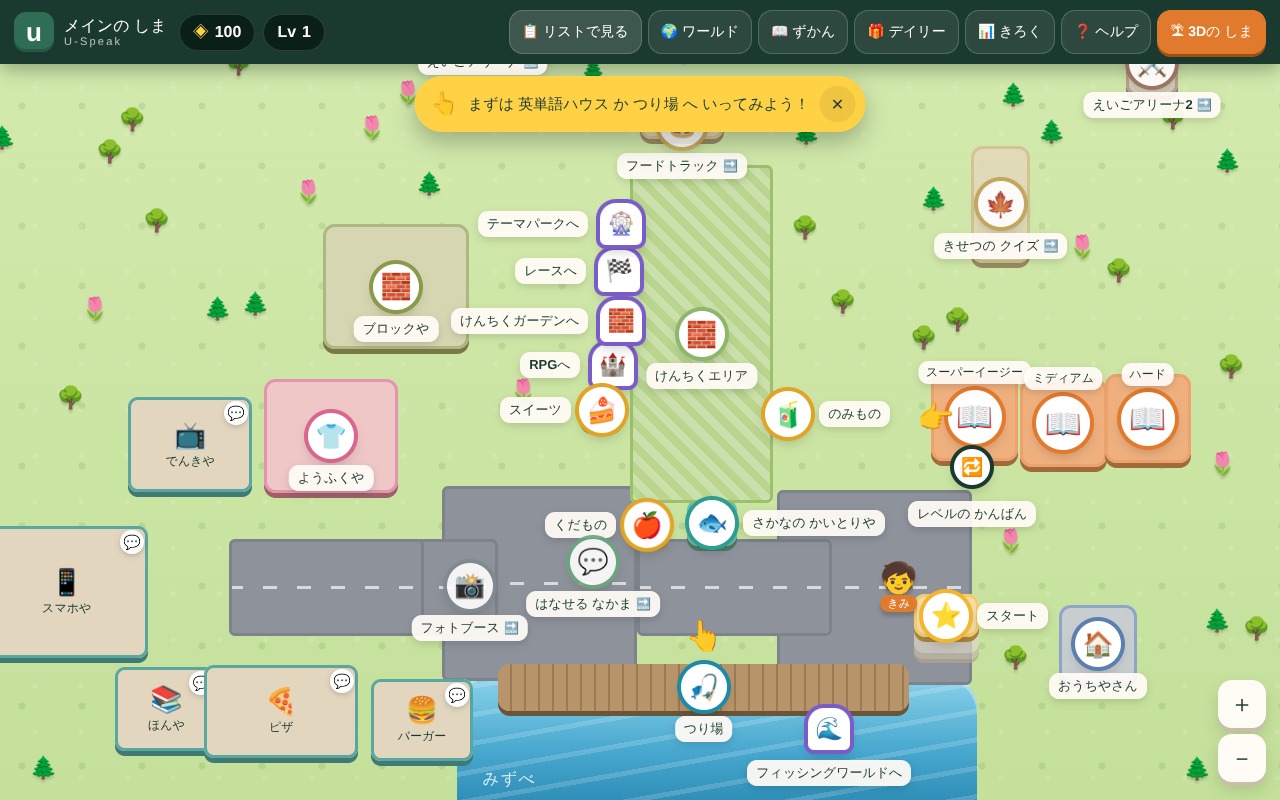 u
メインの しま
U-Speak
100
Lv 1
リストで見る
ワールド
ずかん
デイリー
きろく
ヘルプ
3Dの しま
まずは 英単語ハウス か つり場 へ いってみよう！
✕
えいごアリーナ2
フードトラック
テーマパークへ
レースへ
けんちくガーデンへ
RPGへ
ブロックや
けんちくエリア
きせつの クイズ
スーパーイージー
ミディアム
ハード
スイーツ
のみもの
でんきや
ようふくや
くだもの
さかなの かいとりや
レベルの かんばん
スマホや
はなせる なかま
フォトブース
きみ
スタート
おうちやさん
ほんや
ピザ
バーガー
つり場
フィッシングワールドへ
みずべ
+
−